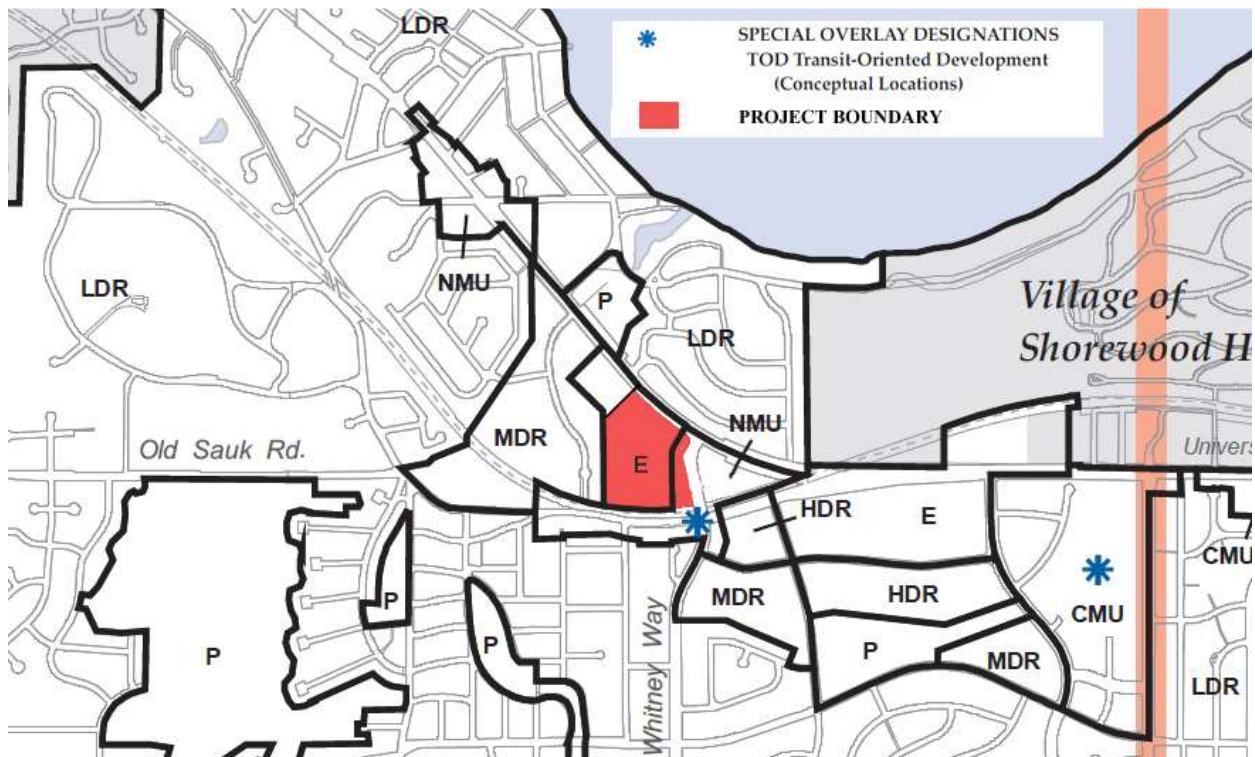 LDR
SPECIAL OVERLAY DESIGNATIONS
TOD Transit-Oriented Development
(Conceptual Locations)
PROJECT BOUNDARY
LDR
NMU
P
LDR
Village of
Shorewood H
NMU
MDR
Old Sauk Rd.
E
Univers
HDR
E
CMU
P
MDR
HDR
CMU
P
P
P
MDR
LDR
Whitney Way